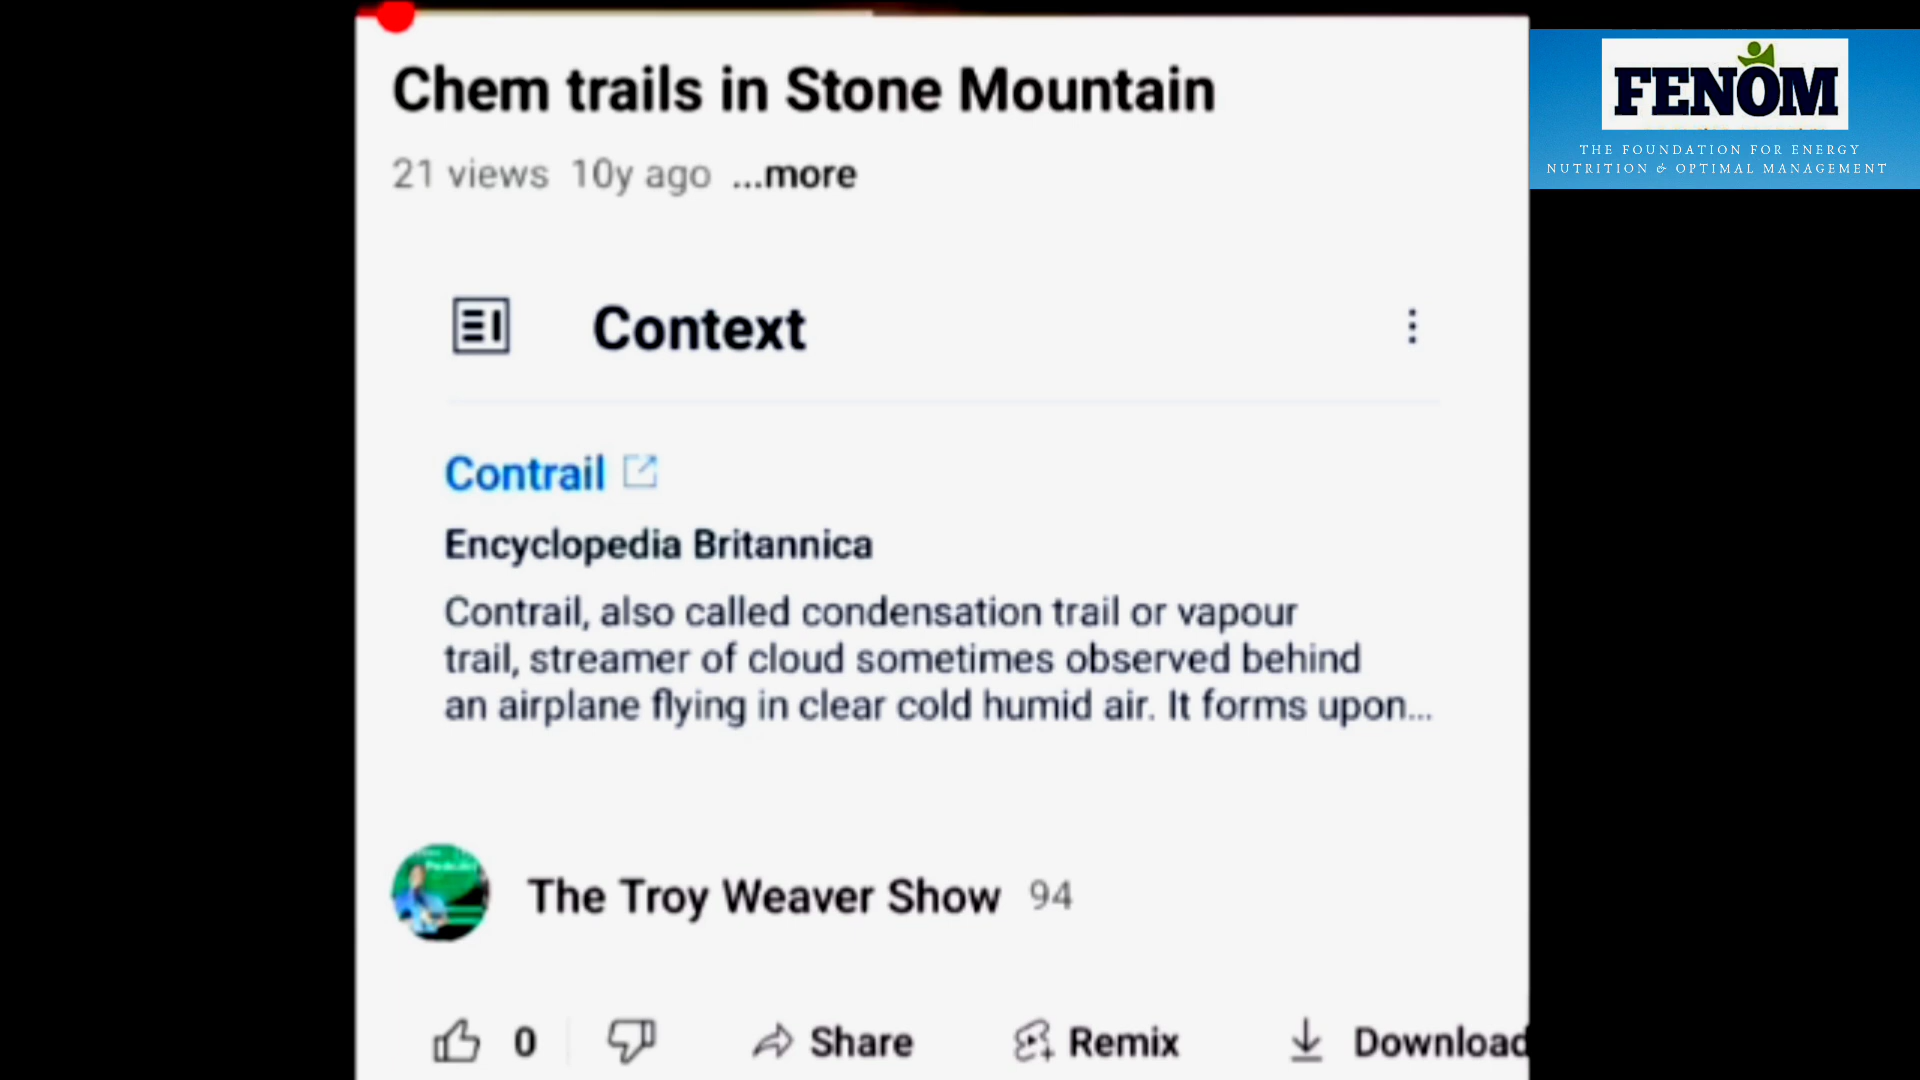 Chem trails in Stone Mountain
21 views 10y ago ...more
Context
Contrail
Encyclopedia Britannica
Contrail, also called condensation trail or vapour
trail, streamer of cloud sometimes observed behind
an airplane flying in clear cold humid air. It forms upon...
The Troy Weaver Show 94
0 Share Remix Download
FENOM
THE FOUNDATION FOR ENERGY
NUTRITION & OPTIMAL MANAGEMENT